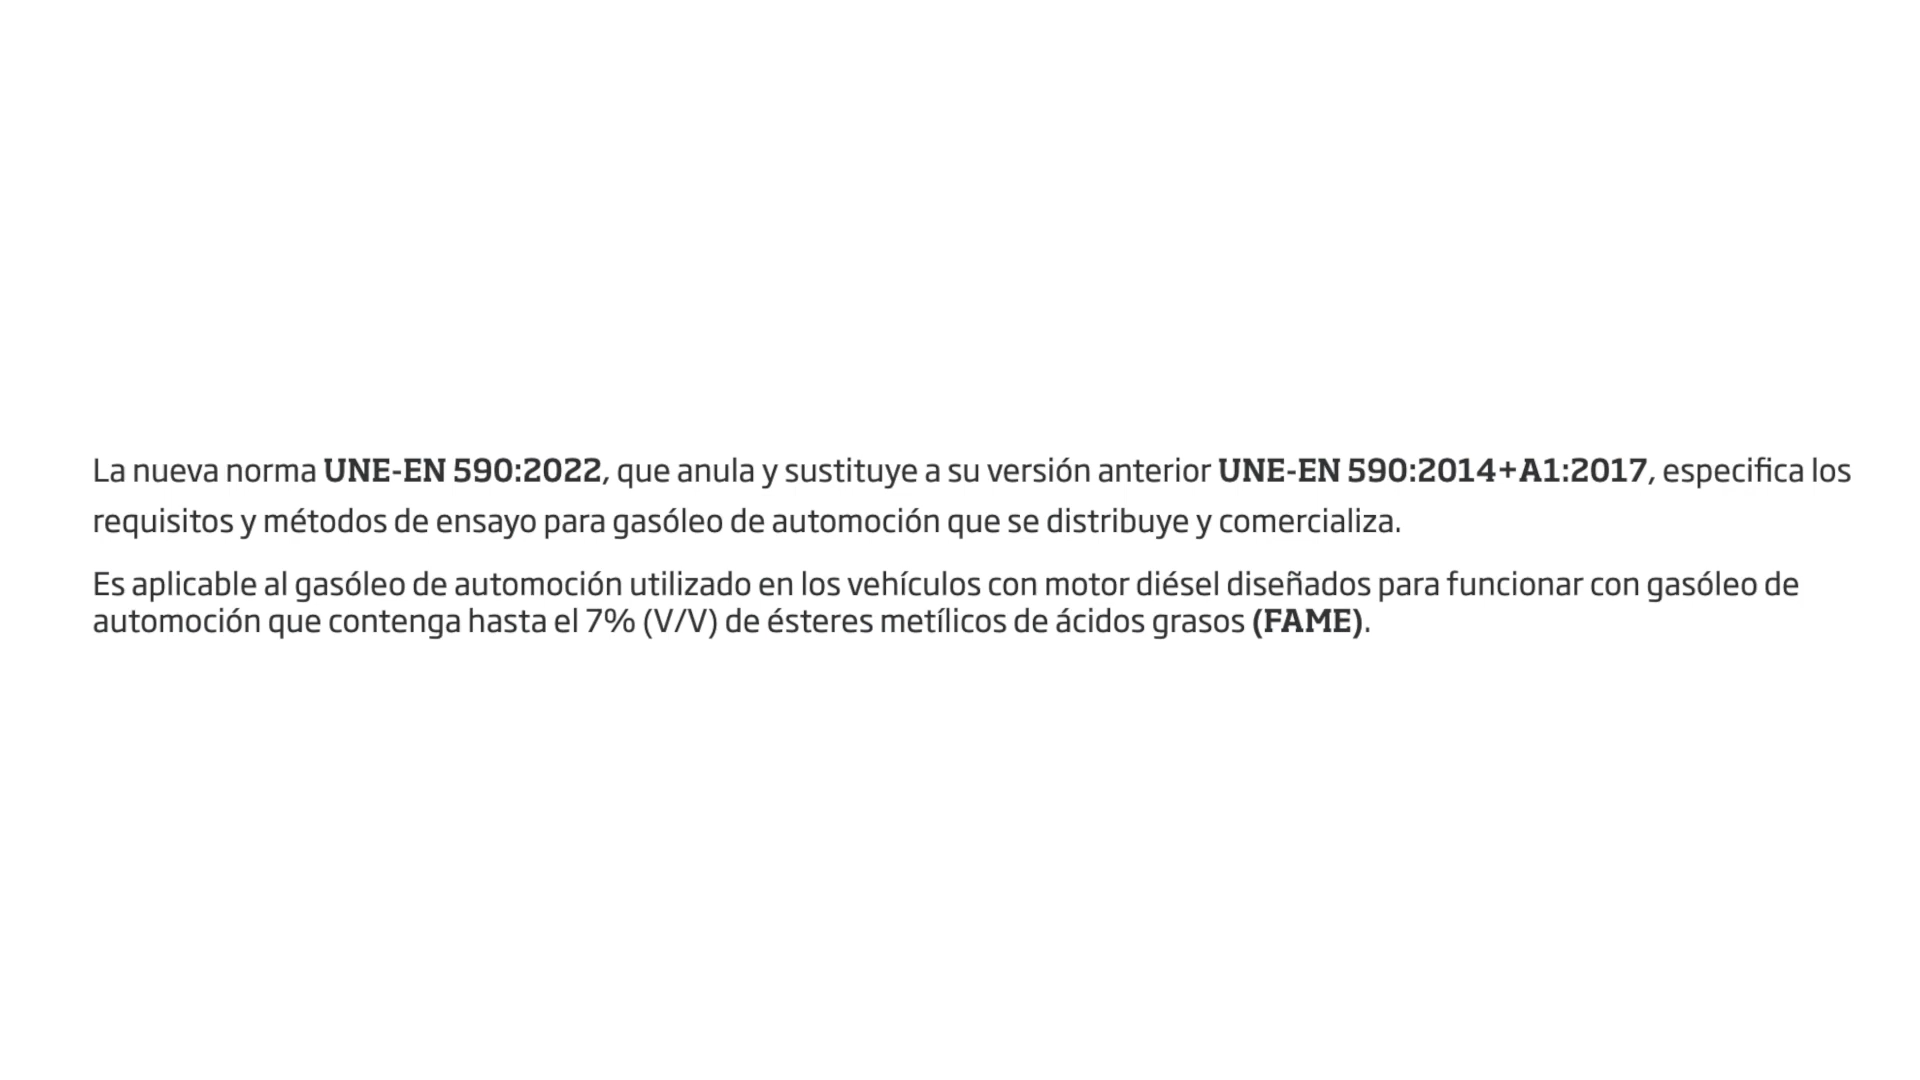 La nueva norma UNE-EN 590:2022, que anula y sustituye a su versión anterior UNE-EN 590:2014+A1:2017, especifica los
requisitos y métodos de ensayo para gasóleo de automoción que se distribuye y comercializa.
Es aplicable al gasóleo de automoción utilizado en los vehículos con motor diésel diseñados para funcionar con gasóleo de
automoción que contenga hasta el 7% (V/V) de ésteres metílicos de ácidos grasos (FAME).